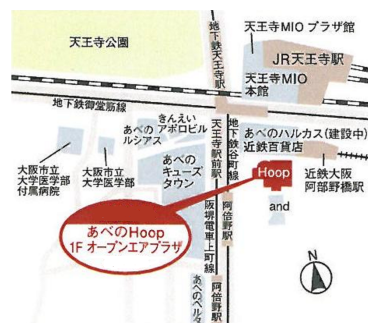 天王寺公園
地下鉄天王寺駅
天王寺MIO プラザ館
JR天王寺駅
天王寺MIO
本館
地下鉄御堂筋線
きんえい
アポロビル
あべの
ルシアス
天王寺駅前駅
地下鉄谷町線
あべのハルカス(建設中)
近鉄百貨店
大阪市立
大学医学部
付属病院
大阪市立
大学医学部
あべの
キューズ
タウン
Hoop
近鉄大阪
阿部野橋駅
and
あべのHoop
1F オープンエアプラザ
阪堺電車上町線
阿倍野駅
N
あべのベルタ
阿倍野駅